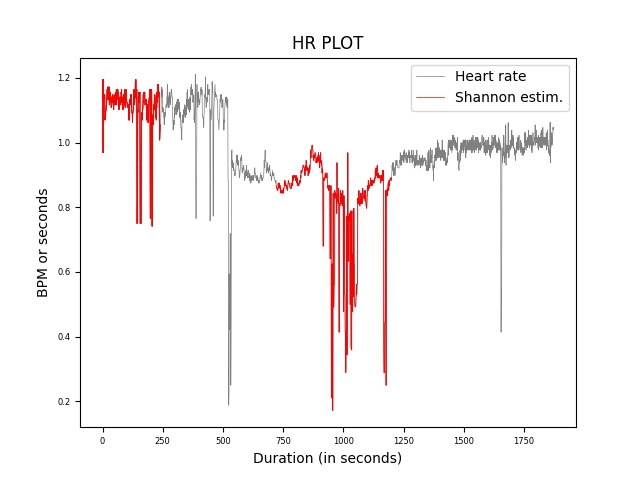 HR PLOT
Heart rate
Shannon estim.
BPM or seconds
1.2
1.0
0.8
0.6
0.4
0.2
0 250 500 750 1000 1250 1500 1750
Duration (in seconds)